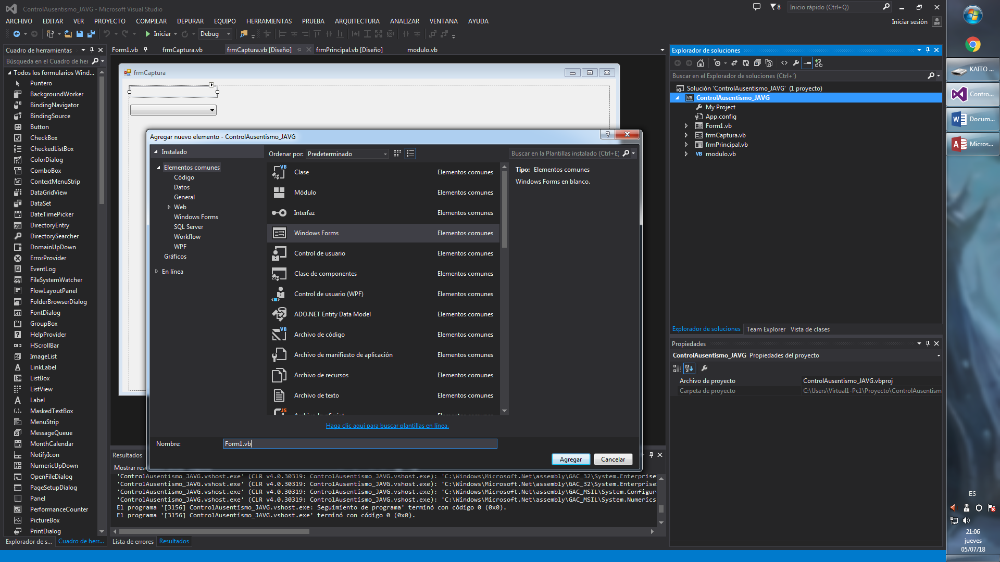 ControlAusentismo_JAVG - Microsoft Visual Studio
8
Inicio rápido (Ctrl+Q)
ARCHIVO EDITAR VER PROYECTO COMPILAR DEPURAR EQUIPO HERRAMIENTAS PRUEBA ARQUITECTURA ANALIZAR VENTANA AYUDA
Iniciar sesión
Iniciar
Debug
Cuadro de herramientas
Búsqueda en el Cuadro de her
Todos los formularios Wind...
Puntero
BackgroundWorker
BindingNavigator
BindingSource
Button
CheckBox
CheckedListBox
ColorDialog
ComboBox
ContextMenuStrip
DataGridView
DataSet
DateTimePicker
DirectoryEntry
DirectorySearcher
DomainUpDown
ErrorProvider
EventLog
FileSystemWatcher
FlowLayoutPanel
FolderBrowserDialog
FontDialog
GroupBox
HelpProvider
HScrollBar
ImageList
LinkLabel
ListBox
ListView
Label
MaskedTextBox
MenuStrip
MessageQueue
MonthCalendar
NotifyIcon
NumericUpDown
OpenFileDialog
PageSetupDialog
Panel
PerformanceCounter
PictureBox
PrintDialog
Explorador de s...
Cuadro de herr...
Form1.vb
frmCaptura.vb
frmCaptura.vb [Diseño]
frmPrincipal.vb [Diseño]
modulo.vb
frmCaptura
Agregar nuevo elemento - ControlAusentismo_JAVG
Instalado
Elementos comunes
Código
Datos
General
Web
Windows Forms
SQL Server
Workflow
WPF
Gráficos
En línea
Ordenar por: Predeterminado
Buscar en la Plantillas instalado (Ctrl+E)
Clase Elementos comunes
Módulo Elementos comunes
Interfaz Elementos comunes
Windows Forms Elementos comunes
Control de usuario Elementos comunes
Clase de componentes Elementos comunes
Control de usuario (WPF) Elementos comunes
ADO.NET Entity Data Model Elementos comunes
Archivo de código Elementos comunes
Archivo de manifiesto de aplicación Elementos comunes
Archivo de recursos Elementos comunes
Archivo de texto Elementos comunes
Archivo JavaScript Elementos comunes
Tipo: Elementos comunes
Windows Forms en blanco.
Haga clic aquí para buscar plantillas en línea.
Nombre:
Form1.vb
Agregar
Cancelar
Resultados
Mostrar res
'ControlAusentismo_JAVG.vshost.exe' (CLR v4.0.30319: ControlAusentismo_JAVG.vshost.exe): 'C:\Windows\Microsoft.Net\assembly\GAC_32\System.Enterprise
'ControlAusentismo_JAVG.vshost.exe' (CLR v4.0.30319: ControlAusentismo_JAVG.vshost.exe): 'C:\Windows\Microsoft.Net\assembly\GAC_32\System.Enterprise
'ControlAusentismo_JAVG.vshost.exe' (CLR v4.0.30319: ControlAusentismo_JAVG.vshost.exe): 'C:\Windows\Microsoft.Net\assembly\GAC_MSIL\System.Configur
'ControlAusentismo_JAVG.vshost.exe' (CLR v4.0.30319: ControlAusentismo_JAVG.vshost.exe): 'C:\Windows\Microsoft.Net\assembly\GAC_MSIL\System.Numerics
El programa '[3156] ControlAusentismo_JAVG.vshost.exe: Seguimiento de programa' terminó con código 0 (0x0).
El programa '[3156] ControlAusentismo_JAVG.vshost.exe' terminó con código 0 (0x0).
Lista de errores
Resultados
Explorador de soluciones
Buscar en el Explorador de soluciones (Ctrl+´)
Solución 'ControlAusentismo_JAVG' (1 proyecto)
VB ControlAusentismo_JAVG
My Project
App.config
Form1.vb
frmCaptura.vb
frmPrincipal.vb
VB modulo.vb
Explorador de soluciones
Team Explorer
Vista de clases
Propiedades
ControlAusentismo_JAVG Propiedades del proyecto
Archivo de proyecto ControlAusentismo_JAVG.vbproj
Carpeta de proyecto C:\Users\Virtual1-Pc1\Proyecto\ControlAusentism
KAITO ...
Contro...
Docum...
Micros...
ES
21:06
jueves
05/07/18